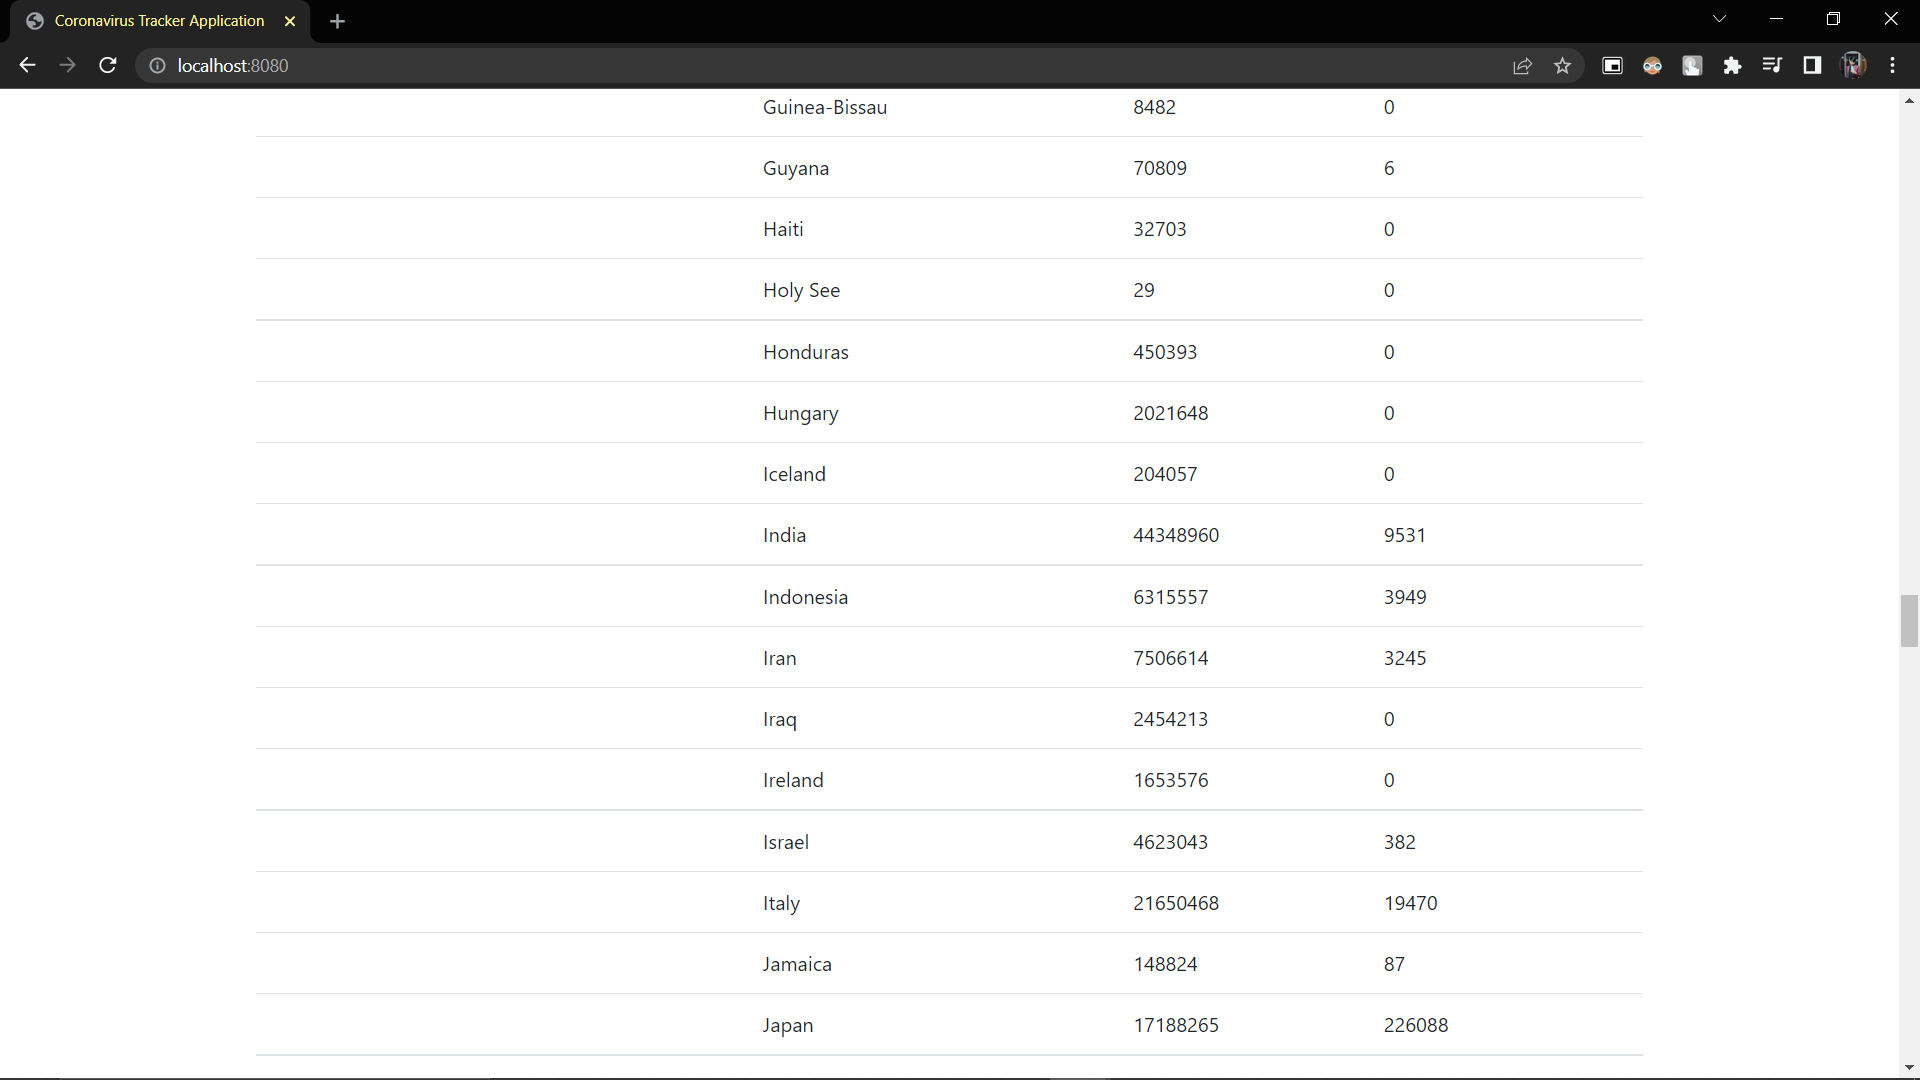 Coronavirus Tracker Application
localhost:8080
Guinea-Bissau 8482 0
Guyana 70809 6
Haiti 32703 0
Holy See 29 0
Honduras 450393 0
Hungary 2021648 0
Iceland 204057 0
India 44348960 9531
Indonesia 6315557 3949
Iran 7506614 3245
Iraq 2454213 0
Ireland 1653576 0
Israel 4623043 382
Italy 21650468 19470
Jamaica 148824 87
Japan 17188265 226088